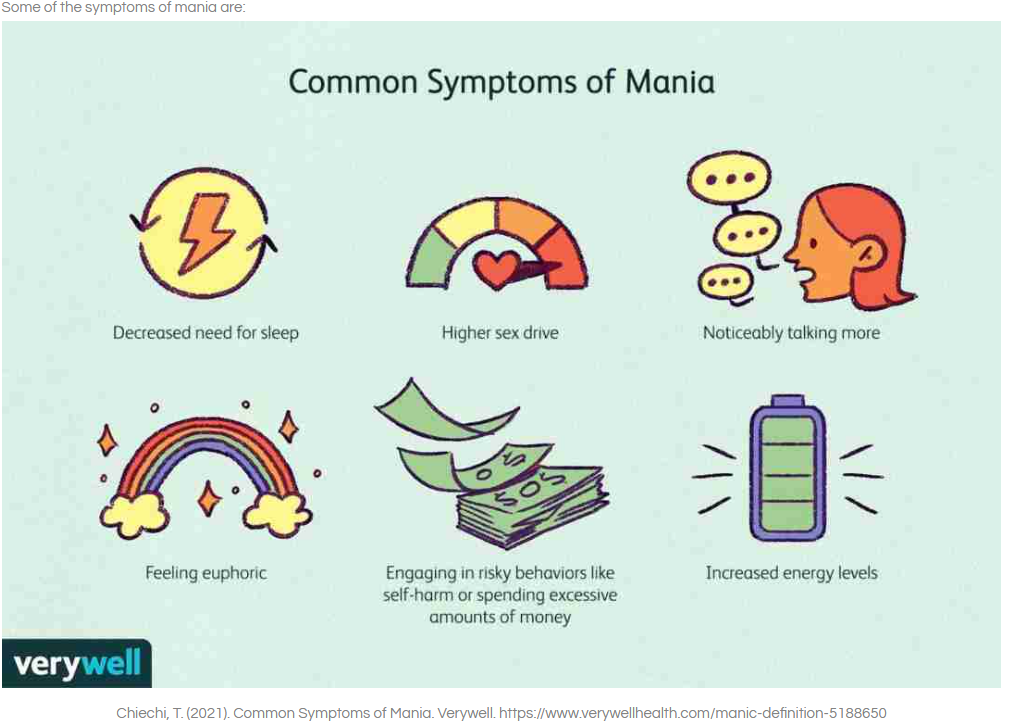 Some of the symptoms of mania are:
Common Symptoms of Mania
Decreased need for sleep
Higher sex drive
Noticeably talking more
Feeling euphoric
Engaging in risky behaviors like
self-harm or spending excessive
amounts of money
Increased energy levels
verywell
Chiechi, T. (2021). Common Symptoms of Mania. Verywell. https://www.verywellhealth.com/manic-definition-5188650